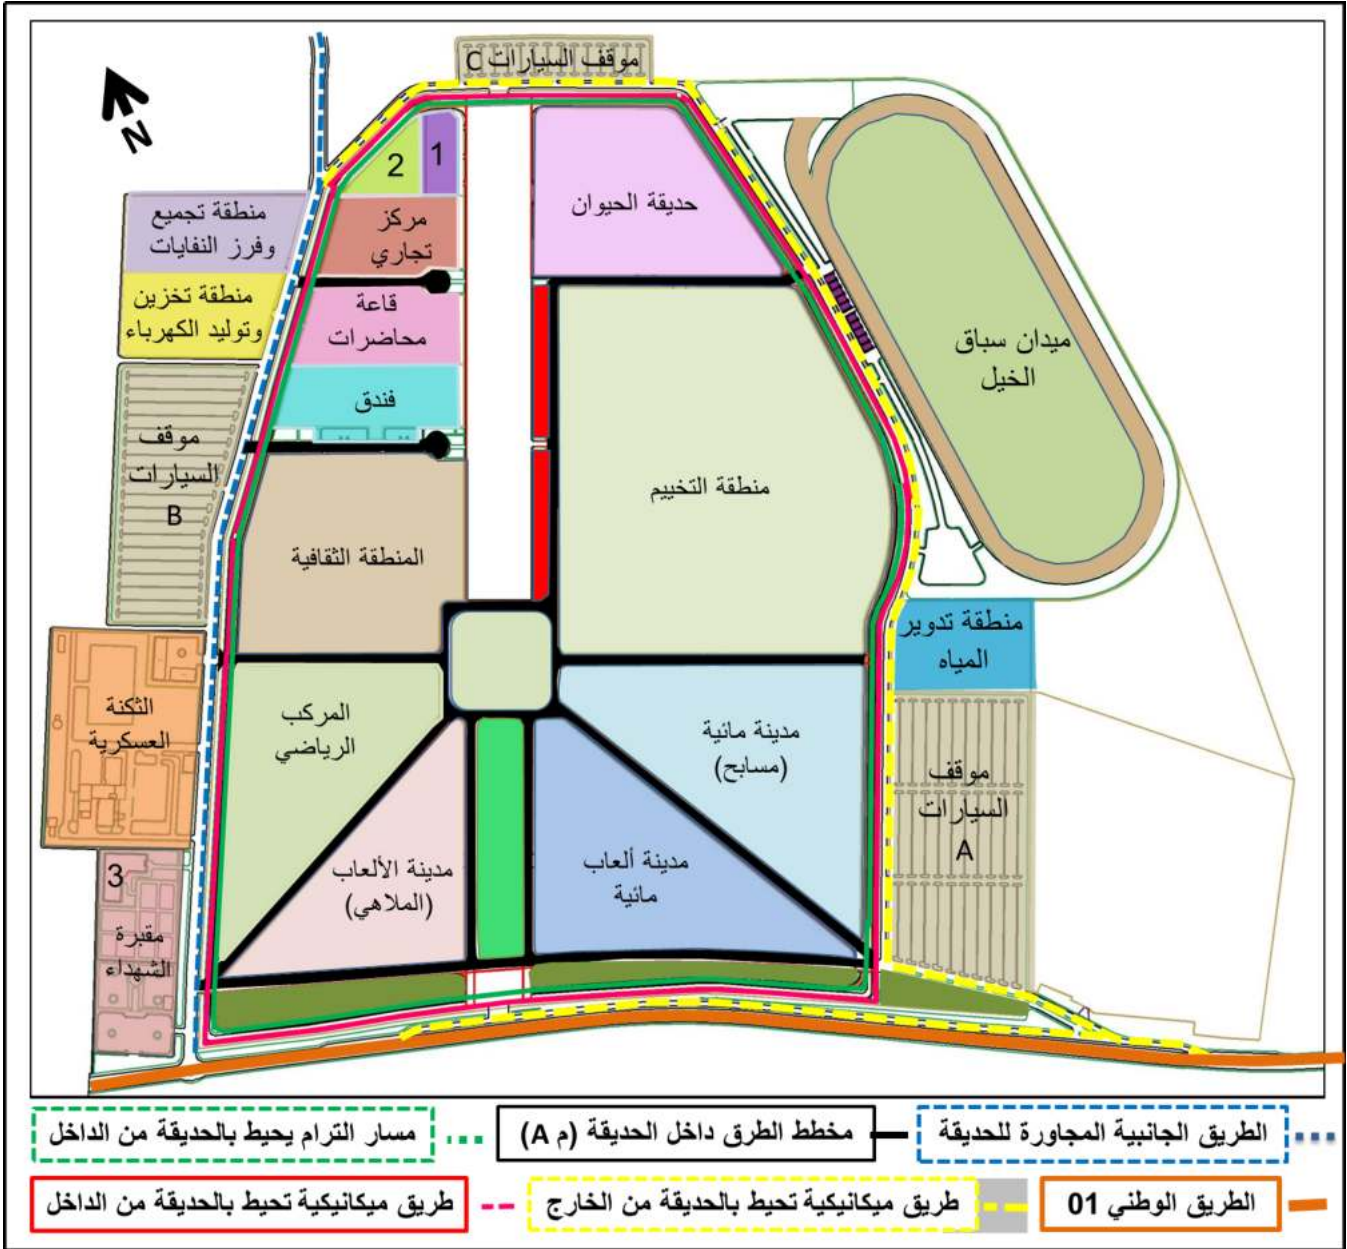 موقف السيارات C
N
1
2
حديقة الحيوان
مركز
تجاري
منطقة تجميع
وفرز النفايات
منطقة تخزين
وتوليد الكهرباء
قاعة
محاضرات
ميدان سباق
الخيل
فندق
موقف
السيارات
B
منطقة التخييم
المنطقة الثقافية
منطقة تدوير
المياه
الثكنة
العسكرية
المركب
الرياضي
مدينة مائية
(مسابح)
موقف
السيارات
A
مدينة الألعاب
(الملاهي)
مدينة ألعاب
مائية
3
مقبرة
الشهداء
الطريق الجانبية المجاورة للحديقة
مخطط الطرق داخل الحديقة (م A)
مسار الترام يحيط بالحديقة من الداخل
الطريق الوطني 01
طريق ميكانيكية تحيط بالحديقة من الخارج
طريق ميكانيكية تحيط بالحديقة من الداخل